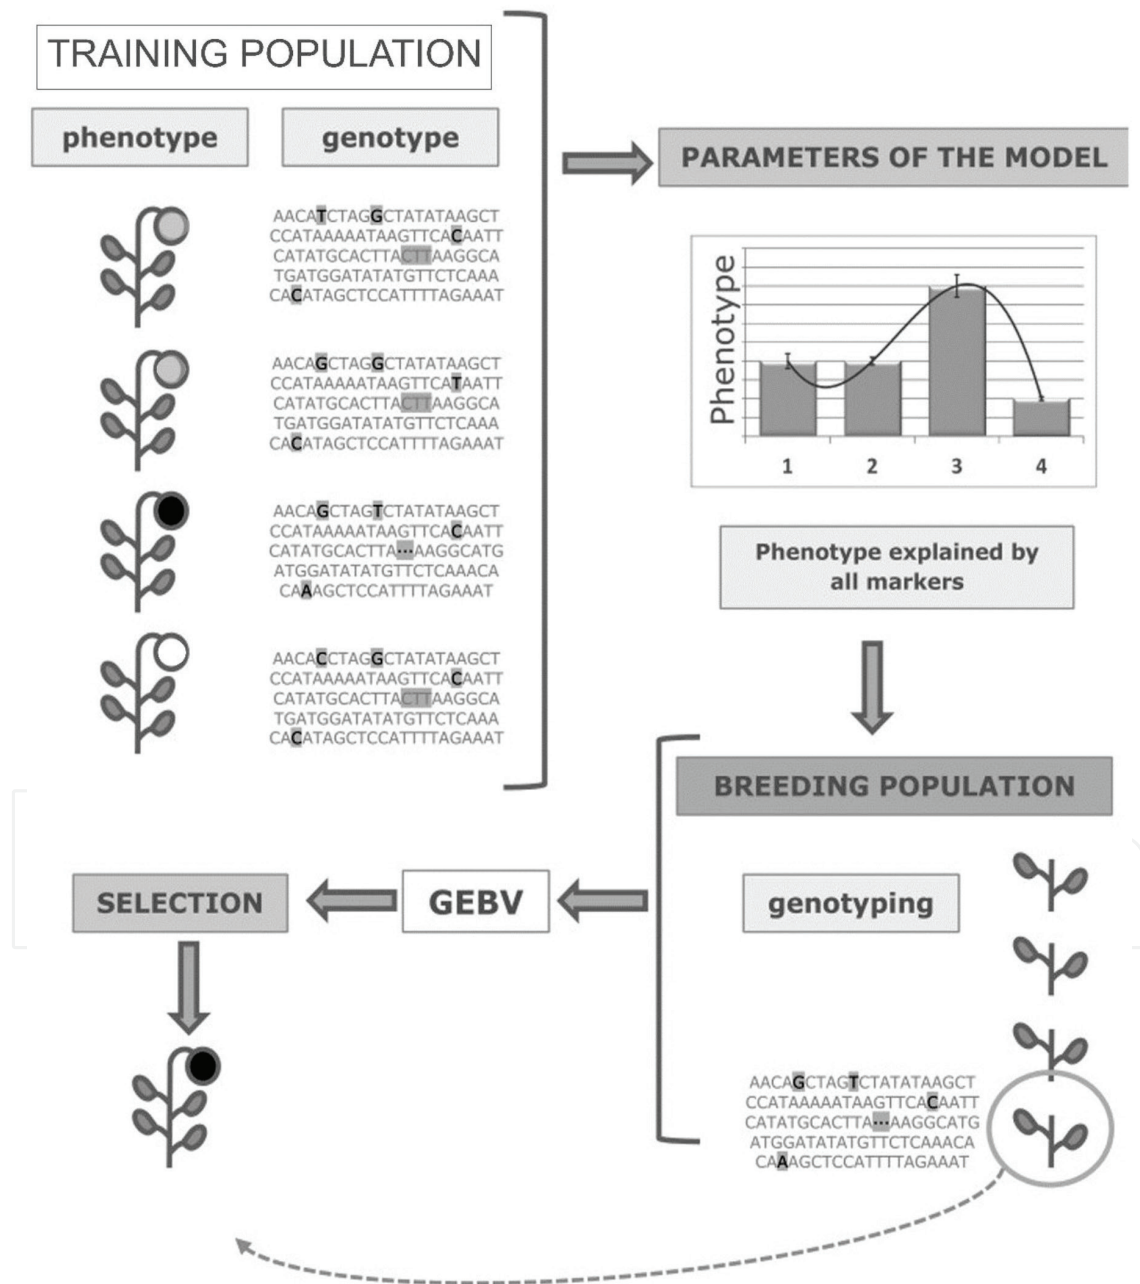 TRAINING POPULATION
phenotype
genotype
AACATCTAGGCTATATAAGCT
CCATAAAAATAAGTTCACAATT
CATATGCACTTACTTAAGGCA
TGATGGATATATGTTCTCAAA
CACATAGCTCCATTTTAGAAAT
AACAGCTAGGCTATATAAGCT
CCATAAAAATAAGTTCATAATT
CATATGCACTTACTTAAGGCA
TGATGGATATATGTTCTCAAA
CACATAGCTCCATTTTAGAAAT
AACAGCTAGTCTATATAAGCT
CCATAAAAATAAGTTCACAATT
CATATGCACTTA...AAGGCATG
ATGGATATATGTTCTCAAACA
CAAAGCTCCATTTTAGAAAT
AACACCTAGGCTATATAAGCT
CCATAAAAATAAGTTCACAATT
CATATGCACTTACTTAAGGCA
TGATGGATATATGTTCTCAAA
CACATAGCTCCATTTTAGAAAT
PARAMETERS OF THE MODEL
Phenotype
1 2 3 4
Phenotype explained by
all markers
BREEDING POPULATION
genotyping
GEBV
SELECTION
AACAGCTAGTCTATATAAGCT
CCATAAAAATAAGTTCACAATT
CATATGCACTTA...AAGGCATG
ATGGATATATGTTCTCAAACA
CAAAGCTCCATTTTAGAAAT